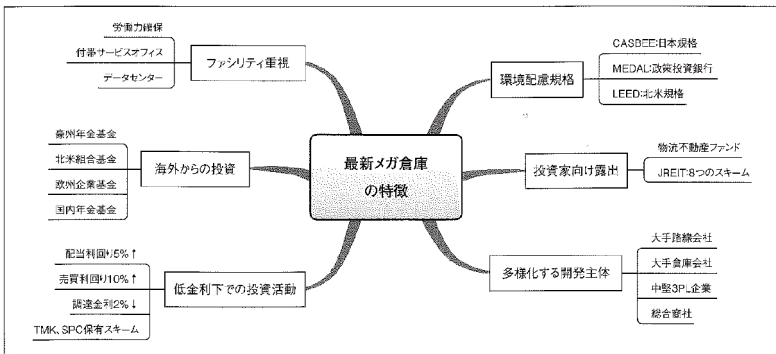 最新メガ倉庫
の特徴
ファシリティ重視
労働力確保
付帯サービスオフィス
データセンター
海外からの投資
豪州年金基金
北米組合基金
欧州企業基金
国内年金基金
低金利下での投資活動
配当利回り5%↑
売買利回り10%↑
調達金利2%↓
TMK、SPC保有スキーム
環境配慮規格
CASBEE:日本規格
MEDAL:政策投資銀行
LEED:北米規格
投資家向け露出
物流不動産ファンド
JREIT:8つのスキーム
多様化する開発主体
大手路線会社
大手倉庫会社
中堅3PL企業
総合商社